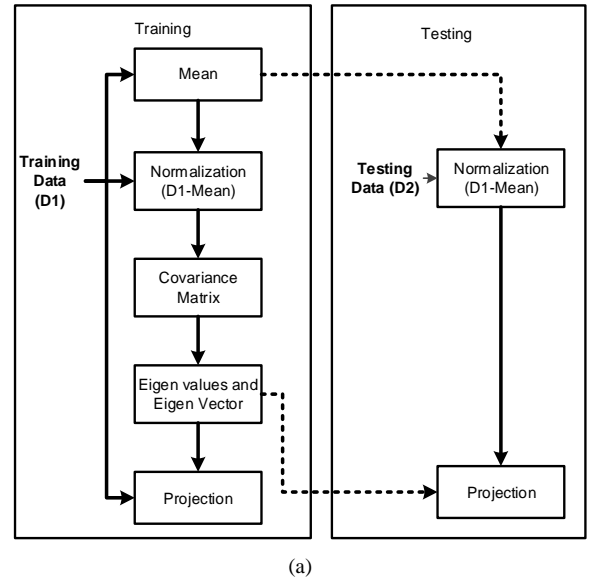 Training
Mean
Training
Data
(D1)
Normalization
(D1-Mean)
Covariance
Matrix
Eigen values and
Eigen Vector
Projection
Testing
Testing
Data (D2)
Normalization
(D1-Mean)
Projection
(a)